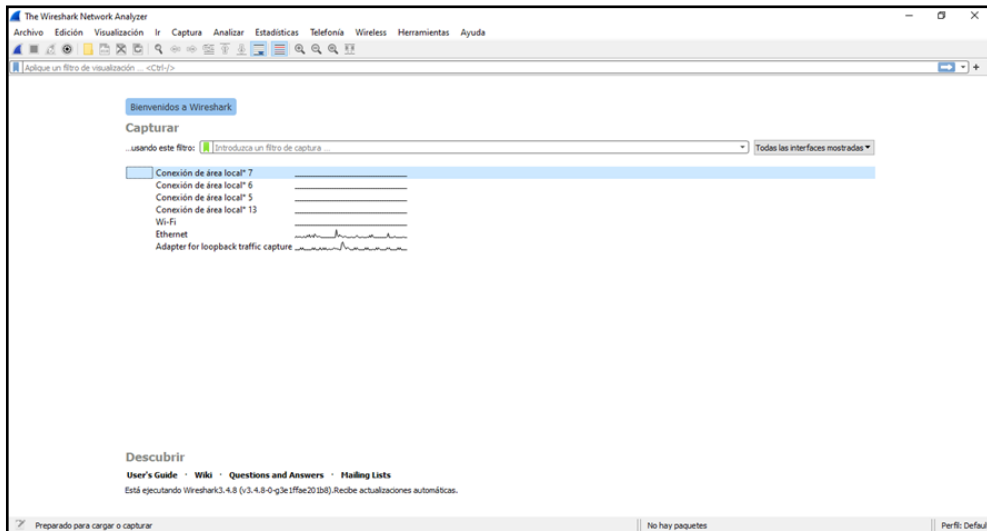 The Wireshark Network Analyzer
Archivo Edición Visualización Ir Captura Analizar Estadísticas Telefonía Wireless Herramientas Ayuda
Aplique un filtro de visualización ... <Ctrl-/>
Bienvenidos a Wireshark
Capturar
...usando este filtro: Introduzca un filtro de captura ... Todas las interfaces mostradas
Conexión de área local* 7
Conexión de área local* 6
Conexión de área local* 5
Conexión de área local* 13
Wi-Fi
Ethernet
Adapter for loopback traffic capture
Descubrir
User's Guide · Wiki · Questions and Answers · Mailing Lists
Está ejecutando Wireshark3.4.8 (v3.4.8-0-g3e1ffae201b8).Recibe actualizaciones automáticas.
Preparado para cargar o capturar No hay paquetes Perfil: Defaul